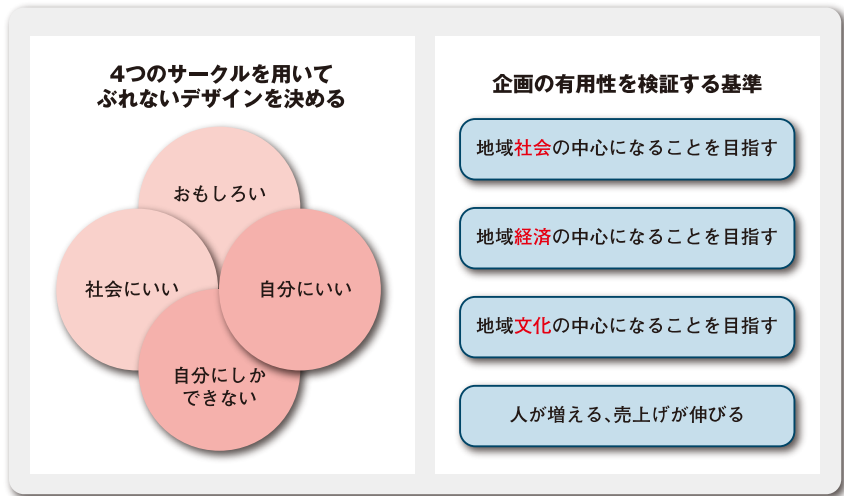 4つのサークルを用いて
ぶれないデザインを決める
おもしろい
社会にいい
自分にいい
自分にしか
できない
企画の有用性を検証する基準
地域社会の中心になることを目指す
地域経済の中心になることを目指す
地域文化の中心になることを目指す
人が増える、売上げが伸びる